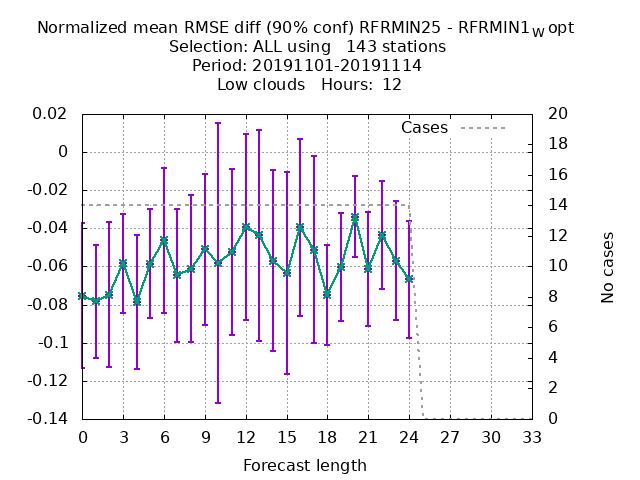 Normalized mean RMSE diff (90% conf) RFRMIN25 - RFRMIN1wopt
Selection: ALL using 143 stations
Period: 20191101-20191114
Low clouds Hours: 12
0.02
0
-0.02
-0.04
-0.06
-0.08
-0.1
-0.12
-0.14
Cases
20
18
16
14
12
10
8
6
4
2
0
No cases
0 3 6 9 12 15 18 21 24 27 30 33
Forecast length